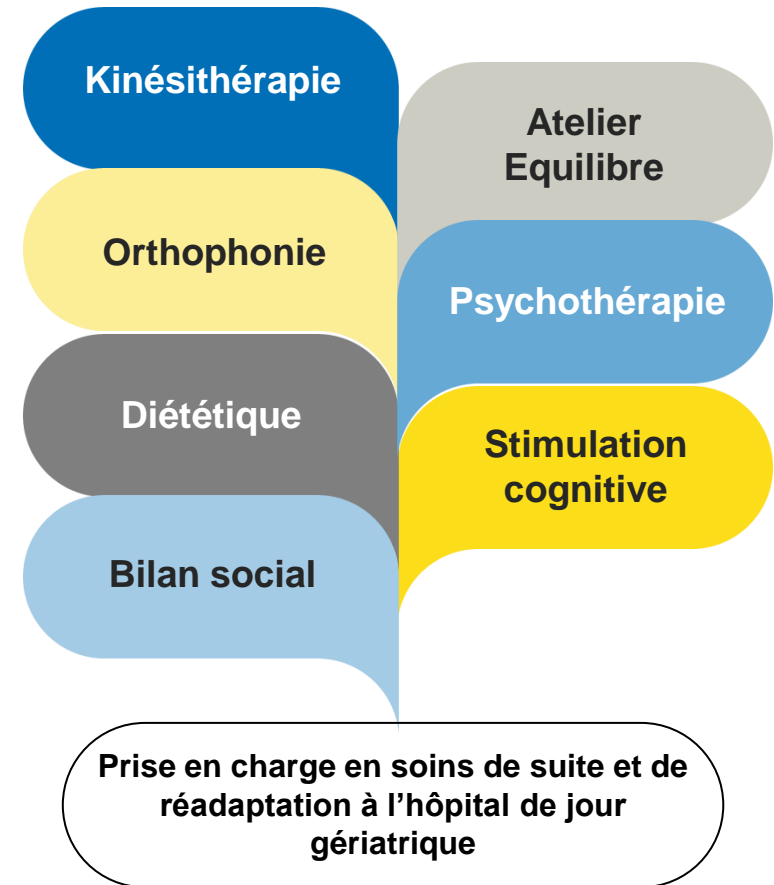 Kinésithérapie
Atelier
Equilibre
Orthophonie
Psychothérapie
Diététique
Stimulation
cognitive
Bilan social
Prise en charge en soins de suite et de
réadaptation à l’hôpital de jour
gériatrique